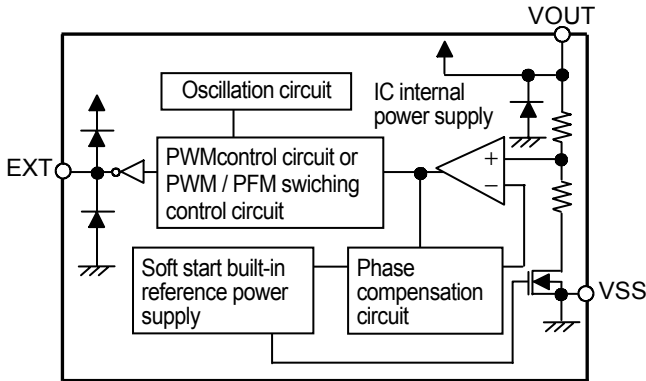 VOUT
Oscillation circuit
IC internal
power supply
EXT
PWMcontrol circuit or
PWM / PFM swiching
control circuit
+
−
Soft start built-in
reference power
supply
Phase
compensation
circuit
VSS